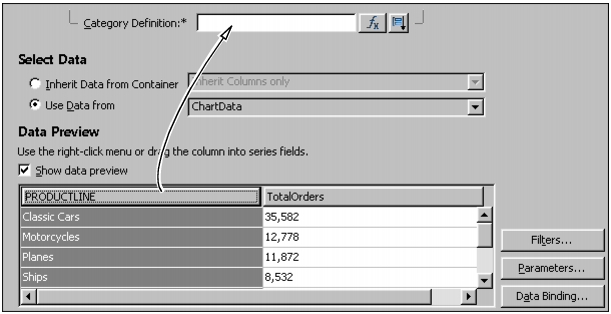 Category Definition:*
fx
Select Data
Inherit Data from Container
Inherit Columns only
Use Data from
ChartData
Data Preview
Use the right-click menu or drag the column into series fields.
Show data preview
PRODUCTLINE TotalOrders
Classic Cars 35,582
Motorcycles 12,778
Planes 11,872
Ships 8,532
Filters...
Parameters...
Data Binding...